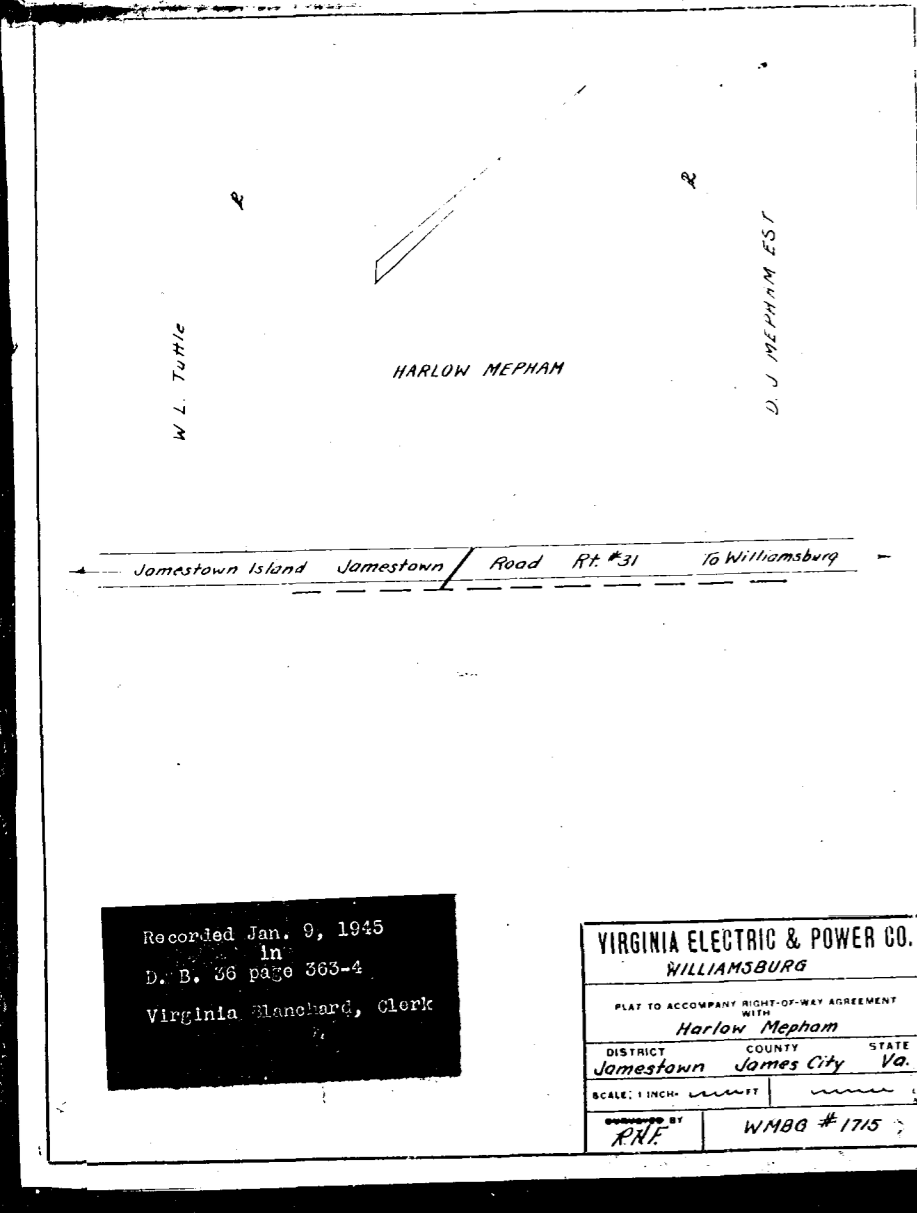 W L. Tuttle
HARLOW MEPHAM
D. J MEPHAM EST
Jamestown Island Jamestown Road Rt. #31 To Williamsburg
Recorded Jan. 9, 1945
in
D. B. 36 page 363-4
Virginia Blanchard, Clerk
VIRGINIA ELECTRIC & POWER CO.
WILLIAMSBURG
PLAT TO ACCOMPANY RIGHT-OF-WAY AGREEMENT
WITH
Harlow Mepham
DISTRICT COUNTY STATE
Jamestown James City Va.
SCALE; 1 INCH- FT
BY
R.H.F.
WMBG #1715